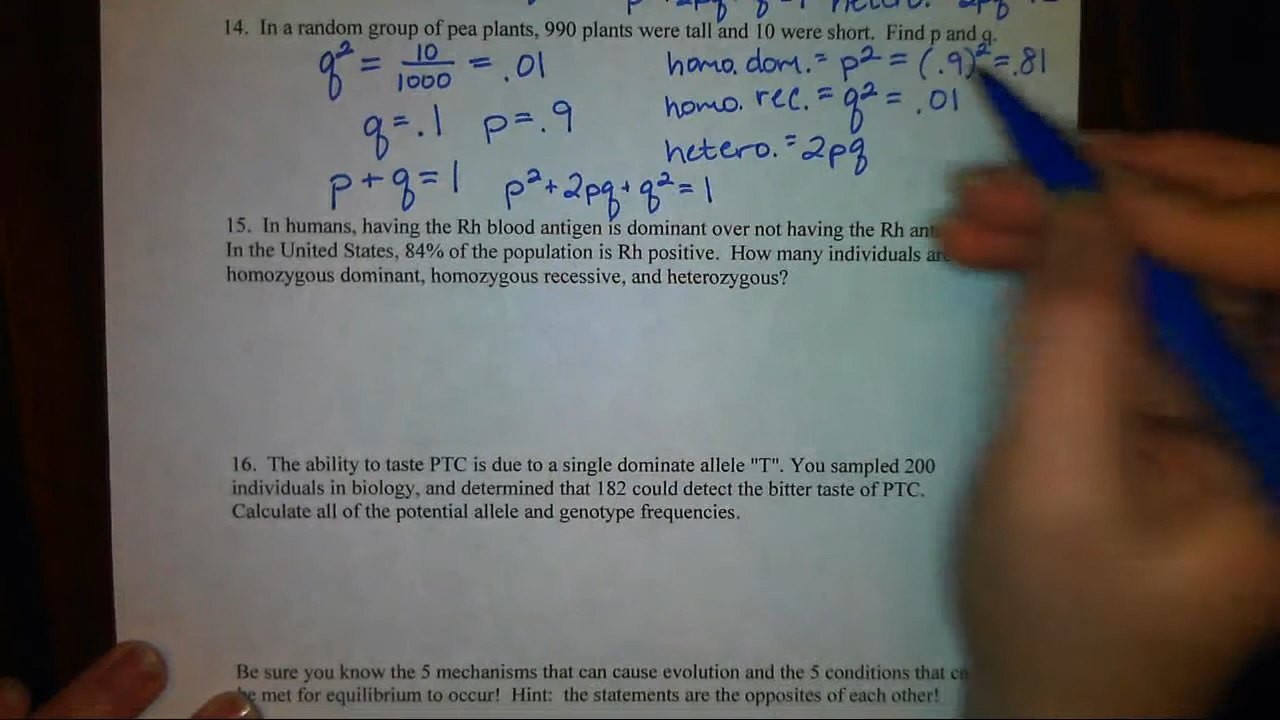 14. In a random group of pea plants, 990 plants were tall and 10 were short. Find p and q.
q² = 10/1000 = .01
homo. dom. = p² = (.9)² = .81
homo. rec. = q² = .01
q = .1 p = .9
hetero. = 2pq
p + q = 1 p² + 2pq + q² = 1
15. In humans, having the Rh blood antigen is dominant over not having the Rh
In the United States, 84% of the population is Rh positive. How many individuals
homozygous dominant, homozygous recessive, and heterozygous?
16. The ability to taste PTC is due to a single dominate allele "T". You sampled 200
individuals in biology, and determined that 182 could detect the bitter taste of PTC.
Calculate all of the potential allele and genotype frequencies.
Be sure you know the 5 mechanisms that can cause evolution and the 5 conditions that
be met for equilibrium to occur! Hint: the statements are the opposites of each other!